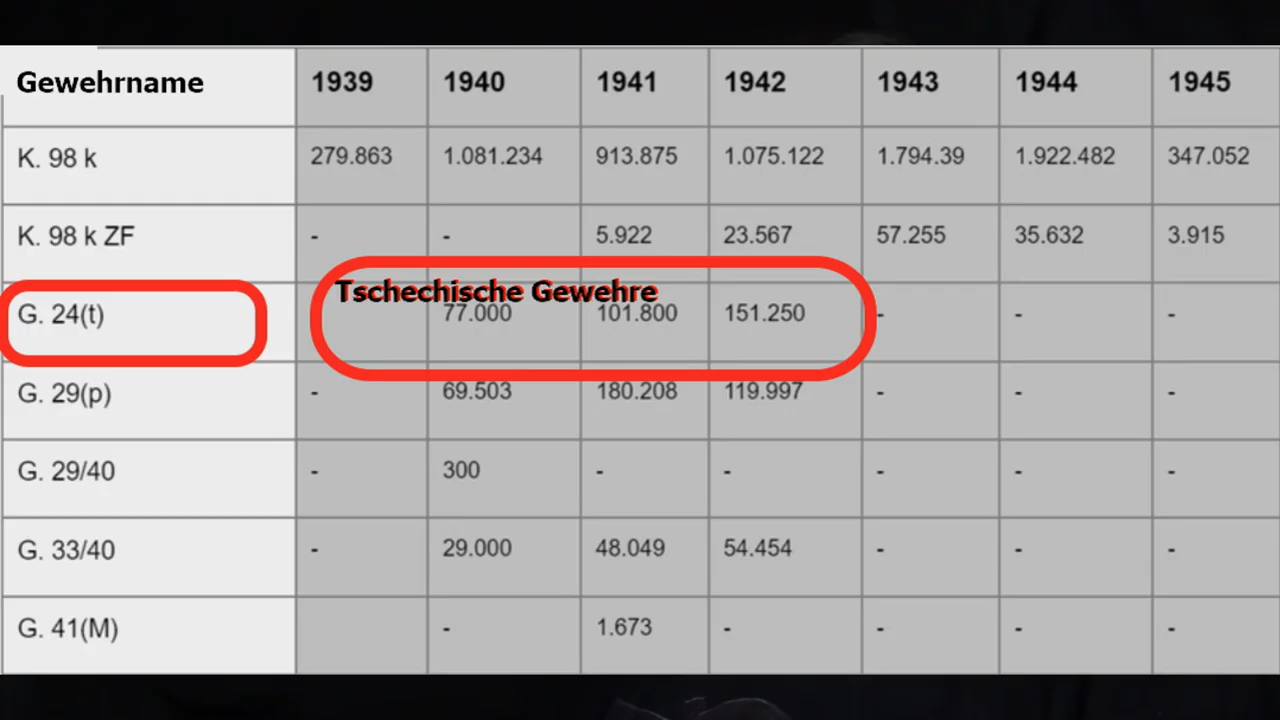 Gewehrname 1939 1940 1941 1942 1943 1944 1945
K. 98 k 279.863 1.081.234 913.875 1.075.122 1.794.39 1.922.482 347.052
K. 98 k ZF - - 5.922 23.567 57.255 35.632 3.915
Tschechische Gewehre
G. 24(t) 77.000 101.800 151.250 - - -
G. 29(p) - 69.503 180.208 119.997 - - -
G. 29/40 - 300 - - - - -
G. 33/40 - 29.000 48.049 54.454 - - -
G. 41(M) - 1.673 - - - -